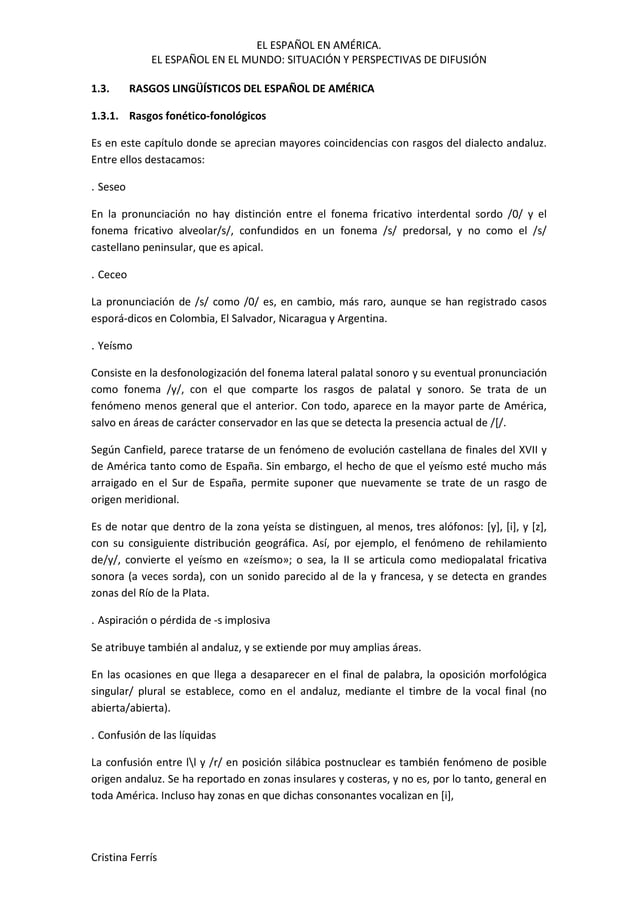 EL ESPAÑOL EN AMÉRICA.
EL ESPAÑOL EN EL MUNDO: SITUACIÓN Y PERSPECTIVAS DE DIFUSIÓN
1.3. RASGOS LINGÜÍSTICOS DEL ESPAÑOL DE AMÉRICA
1.3.1. Rasgos fonético-fonológicos
Es en este capítulo donde se aprecian mayores coincidencias con rasgos del dialecto andaluz.
Entre ellos destacamos:
. Seseo
En la pronunciación no hay distinción entre el fonema fricativo interdental sordo /0/ y el
fonema fricativo alveolar/s/, confundidos en un fonema /s/ predorsal, y no como el /s/
castellano peninsular, que es apical.
. Ceceo
La pronunciación de /s/ como /0/ es, en cambio, más raro, aunque se han registrado casos
esporá-dicos en Colombia, El Salvador, Nicaragua y Argentina.
. Yeísmo
Consiste en la desfonologización del fonema lateral palatal sonoro y su eventual pronunciación
como fonema /y/, con el que comparte los rasgos de palatal y sonoro. Se trata de un
fenómeno menos general que el anterior. Con todo, aparece en la mayor parte de América,
salvo en áreas de carácter conservador en las que se detecta la presencia actual de /[/.
Según Canfield, parece tratarse de un fenómeno de evolución castellana de finales del XVII y
de América tanto como de España. Sin embargo, el hecho de que el yeísmo esté mucho más
arraigado en el Sur de España, permite suponer que nuevamente se trate de un rasgo de
origen meridional.
Es de notar que dentro de la zona yeísta se distinguen, al menos, tres alófonos: [y], [i], y [z],
con su consiguiente distribución geográfica. Así, por ejemplo, el fenómeno de rehilamiento
de/y/, convierte el yeísmo en «zeísmo»; o sea, la II se articula como mediopalatal fricativa
sonora (a veces sorda), con un sonido parecido al de la y francesa, y se detecta en grandes
zonas del Río de la Plata.
. Aspiración o pérdida de -s implosiva
Se atribuye también al andaluz, y se extiende por muy amplias áreas.
En las ocasiones en que llega a desaparecer en el final de palabra, la oposición morfológica
singular/ plural se establece, como en el andaluz, mediante el timbre de la vocal final (no
abierta/abierta).
. Confusión de las líquidas
La confusión entre l\l y /r/ en posición silábica postnuclear es también fenómeno de posible
origen andaluz. Se ha reportado en zonas insulares y costeras, y no es, por lo tanto, general en
toda América. Incluso hay zonas en que dichas consonantes vocalizan en [i],
Cristina Ferrís